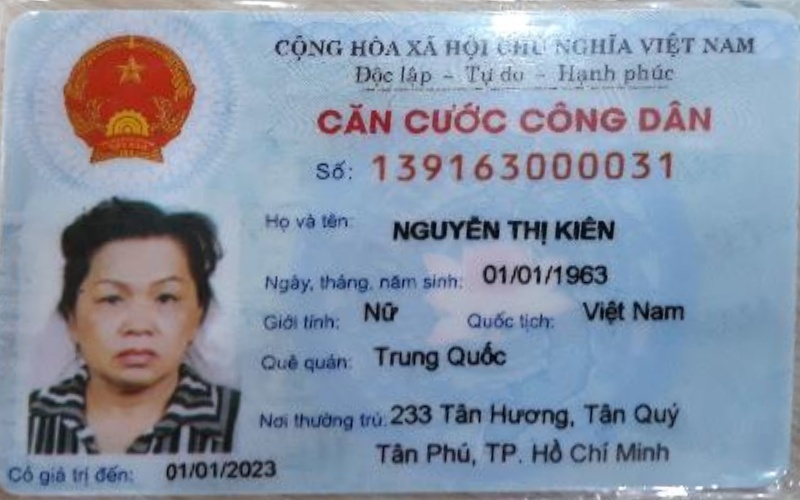 CỘNG HÒA XÃ HỘI CHỦ NGHĨA VIỆT NAM
Độc lập - Tự do - Hạnh phúc
CĂN CƯỚC CÔNG DÂN
Số: 139163000031
Họ và tên: NGUYỄN THỊ KIÊN
Ngày, tháng, năm sinh: 01/01/1963
Giới tính: Nữ Quốc tịch: Việt Nam
Quê quán: Trung Quốc
Nơi thường trú: 233 Tân Hương, Tân Quý
Tân Phú, TP. Hồ Chí Minh
Có giá trị đến: 01/01/2023